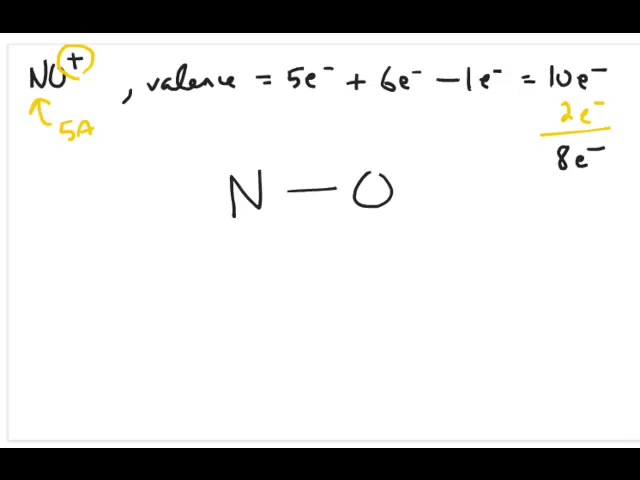 NO⁺, valence = 5e⁻ + 6e⁻ − 1e⁻ = 10e⁻
5A
2e⁻
8e⁻
N — O